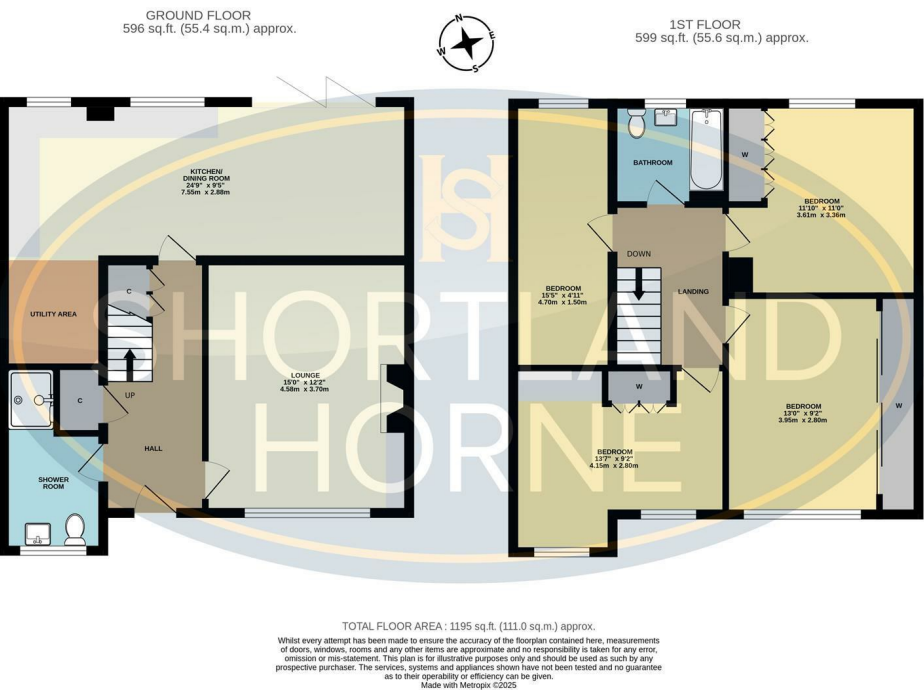 GROUND FLOOR
596 sq.ft. (55.4 sq.m.) approx.
N
E
S
W
1ST FLOOR
599 sq.ft. (55.6 sq.m.) approx.
KITCHEN/
DINING ROOM
24'9" x 9'5"
7.55m x 2.88m
UTILITY AREA
C
UP
C
HALL
LOUNGE
15'0" x 12'2"
4.58m x 3.70m
SHOWER
ROOM
BATHROOM
W
BEDROOM
11'10" x 11'0"
3.61m x 3.36m
DOWN
LANDING
BEDROOM
15'5" x 4'11"
4.70m x 1.50m
W
BEDROOM
13'7" x 9'2"
4.15m x 2.80m
BEDROOM
13'0" x 9'2"
3.95m x 2.80m
W
SH
SHORTLAND
HORNE
TOTAL FLOOR AREA : 1195 sq.ft. (111.0 sq.m.) approx.
Whilst every attempt has been made to ensure the accuracy of the floorplan contained here, measurements
of doors, windows, rooms and any other items are approximate and no responsibility is taken for any error,
omission or mis-statement. This plan is for illustrative purposes only and should be used as such by any
prospective purchaser. The services, systems and appliances shown have not been tested and no guarantee
as to their operability or efficiency can be given.
Made with Metropix ©2025